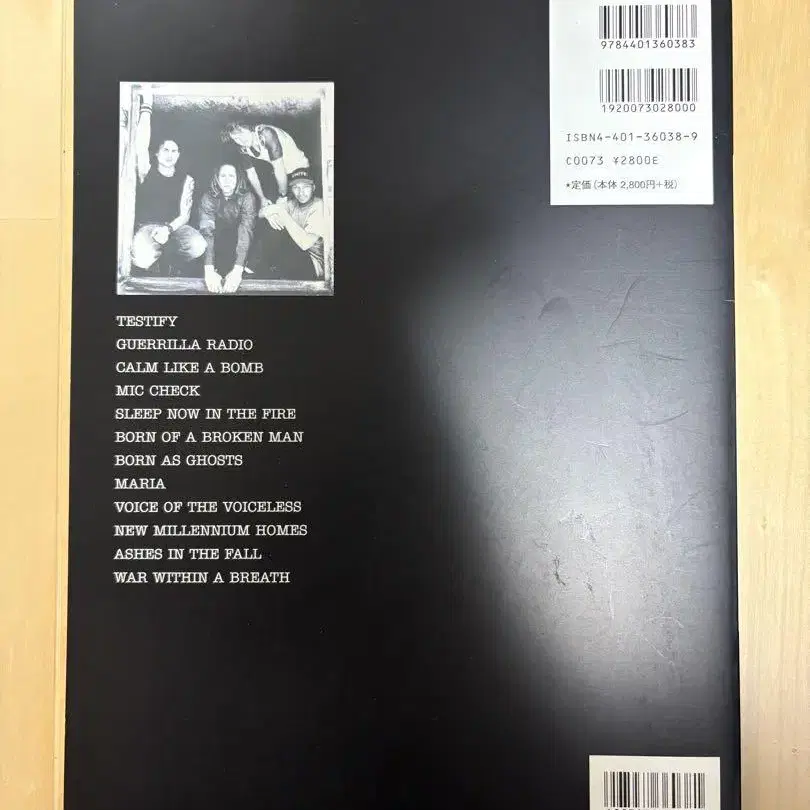 9784401360383
1920073028000
ISBN4-401-36038-9
C0073 ¥2800E
★定価(本体 2,800円+税)
TESTIFY
GUERRILLA RADIO
CALM LIKE A BOMB
MIC CHECK
SLEEP NOW IN THE FIRE
BORN OF A BROKEN MAN
BORN AS GHOSTS
MARIA
VOICE OF THE VOICELESS
NEW MILLENNIUM HOMES
ASHES IN THE FALL
WAR WITHIN A BREATH